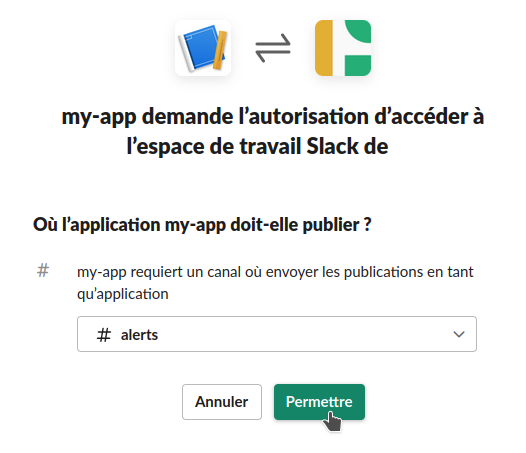 my-app demande l’autorisation d’accéder à
l’espace de travail Slack de
Où l’application my-app doit-elle publier ?
# my-app requiert un canal où envoyer les publications en tant
qu’application
# alerts
Annuler Permettre